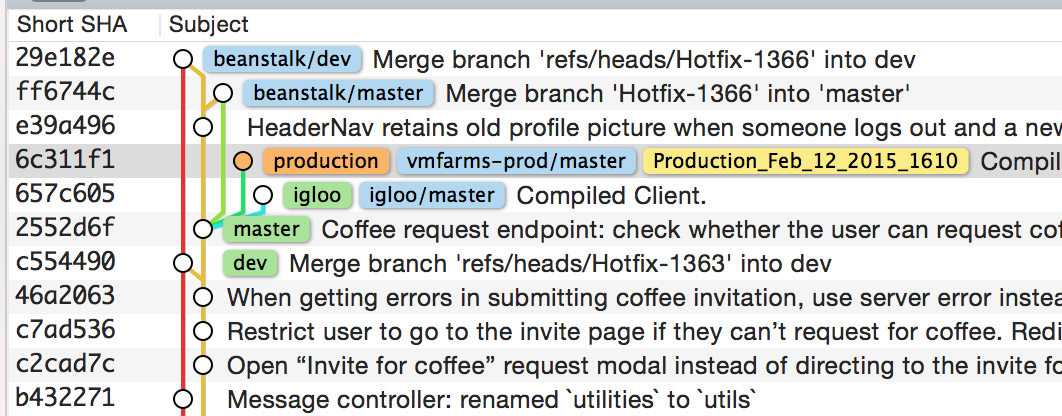 Short SHA Subject
29e182e beanstalk/dev Merge branch 'refs/heads/Hotfix-1366' into dev
ff6744c beanstalk/master Merge branch 'Hotfix-1366' into 'master'
e39a496 HeaderNav retains old profile picture when someone logs out and a new
6c311f1 production vmfarms-prod/master Production_Feb_12_2015_1610 Compil
657c605 igloo igloo/master Compiled Client.
2552d6f master Coffee request endpoint: check whether the user can request cof
c554490 dev Merge branch 'refs/heads/Hotfix-1363' into dev
46a2063 When getting errors in submitting coffee invitation, use server error instea
c7ad536 Restrict user to go to the invite page if they can’t request for coffee. Redi
c2cad7c Open “Invite for coffee” request modal instead of directing to the invite fo
b432271 Message controller: renamed `utilities` to `utils`